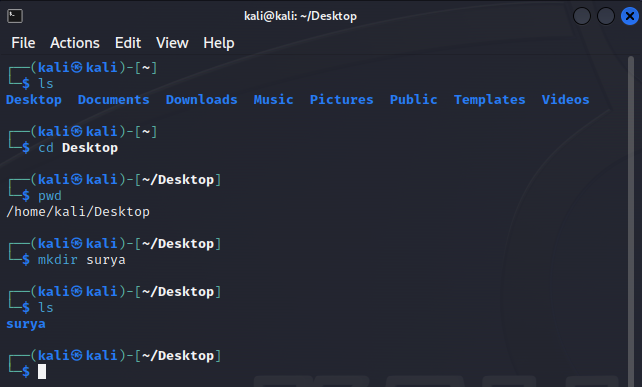 kali@kali: ~/Desktop
File Actions Edit View Help
┌──(kali㉿kali)-[~]
└─$ ls
Desktop Documents Downloads Music Pictures Public Templates Videos
┌──(kali㉿kali)-[~]
└─$ cd Desktop
┌──(kali㉿kali)-[~/Desktop]
└─$ pwd
/home/kali/Desktop
┌──(kali㉿kali)-[~/Desktop]
└─$ mkdir surya
┌──(kali㉿kali)-[~/Desktop]
└─$ ls
surya
┌──(kali㉿kali)-[~/Desktop]
└─$